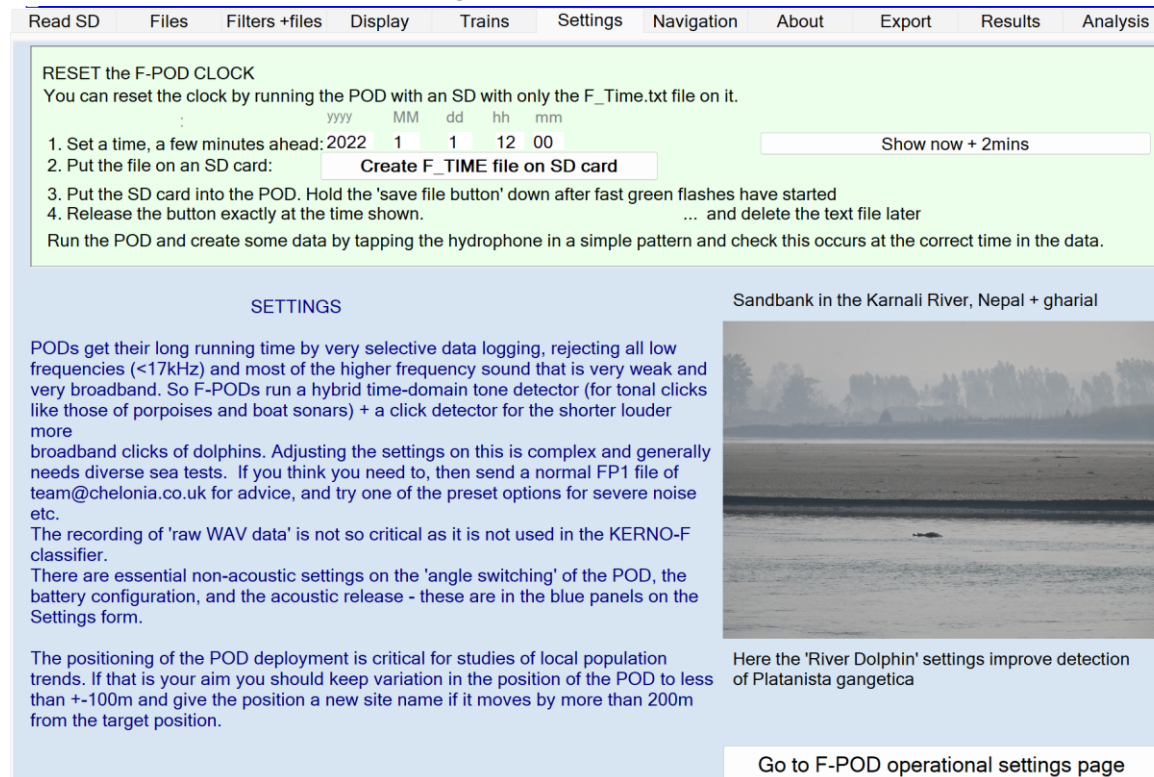 Read SD Files Filters +files Display Trains Settings Navigation About Export Results Analysis
RESET the F-POD CLOCK
You can reset the clock by running the POD with an SD with only the F_Time.txt file on it.
: yyyy MM dd hh mm
1. Set a time, a few minutes ahead: 2022 1 1 12 00 Show now + 2mins
2. Put the file on an SD card: Create F_TIME file on SD card
3. Put the SD card into the POD. Hold the 'save file button' down after fast green flashes have started
4. Release the button exactly at the time shown. ... and delete the text file later
Run the POD and create some data by tapping the hydrophone in a simple pattern and check this occurs at the correct time in the data.
SETTINGS
PODs get their long running time by very selective data logging, rejecting all low
frequencies (<17kHz) and most of the higher frequency sound that is very weak and
very broadband. So F-PODs run a hybrid time-domain tone detector (for tonal clicks
like those of porpoises and boat sonars) + a click detector for the shorter louder
more
broadband clicks of dolphins. Adjusting the settings on this is complex and generally
needs diverse sea tests. If you think you need to, then send a normal FP1 file of
team@chelonia.co.uk for advice, and try one of the preset options for severe noise
etc.
The recording of 'raw WAV data' is not so critical as it is not used in the KERNO-F
classifier.
There are essential non-acoustic settings on the 'angle switching' of the POD, the
battery configuration, and the acoustic release - these are in the blue panels on the
Settings form.
The positioning of the POD deployment is critical for studies of local population
trends. If that is your aim you should keep variation in the position of the POD to less
than +-100m and give the position a new site name if it moves by more than 200m
from the target position.
Sandbank in the Karnali River, Nepal + gharial
Here the 'River Dolphin' settings improve detection
of Platanista gangetica
Go to F-POD operational settings page